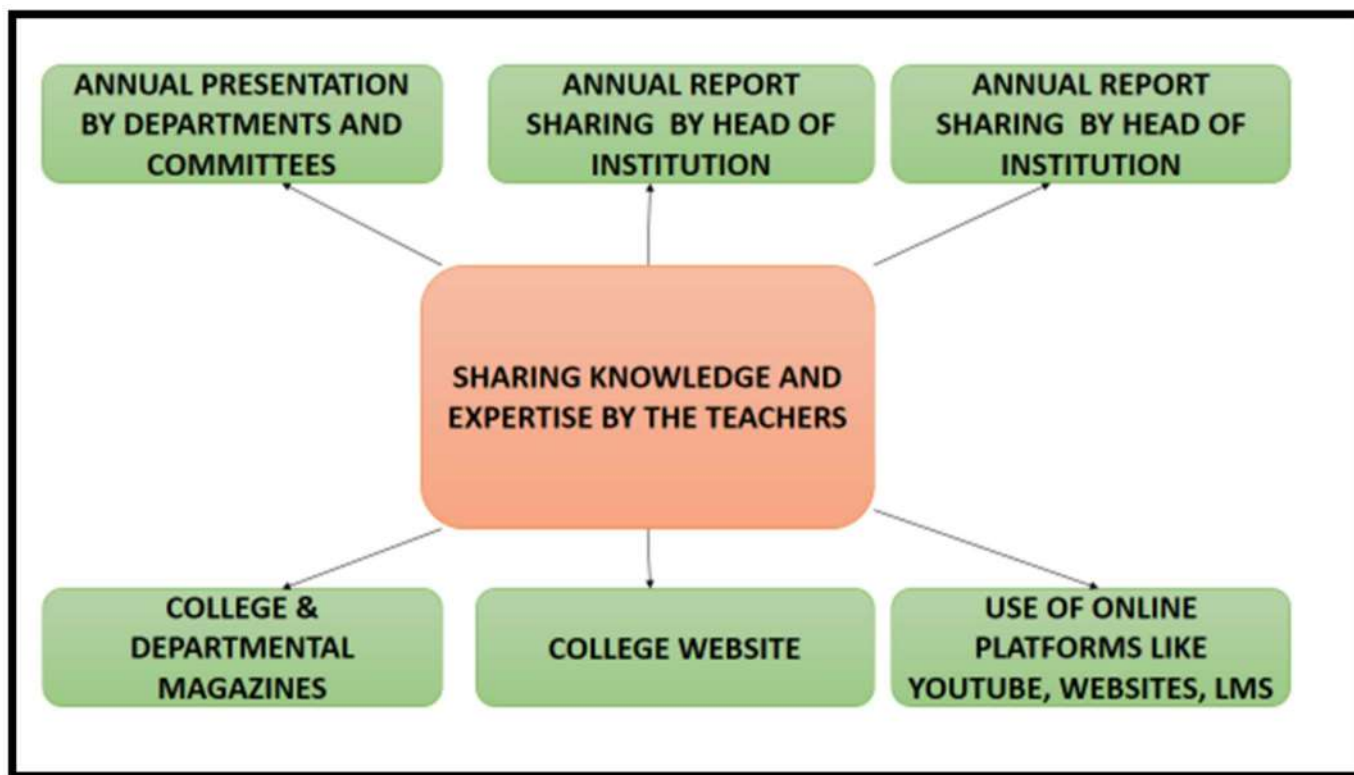 ANNUAL PRESENTATION
BY DEPARTMENTS AND
COMMITTEES
ANNUAL REPORT
SHARING BY HEAD OF
INSTITUTION
ANNUAL REPORT
SHARING BY HEAD OF
INSTITUTION
SHARING KNOWLEDGE AND
EXPERTISE BY THE TEACHERS
COLLEGE &
DEPARTMENTAL
MAGAZINES
COLLEGE WEBSITE
USE OF ONLINE
PLATFORMS LIKE
YOUTUBE, WEBSITES, LMS